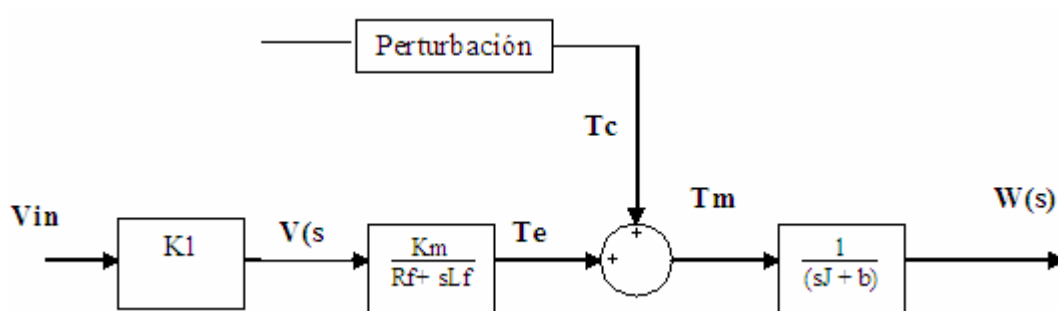 Perturbación
Tc
Vin
K1
V(s
Km
Rf+ sLf
Te
+
+
Tm
1
(sJ + b)
W(s)